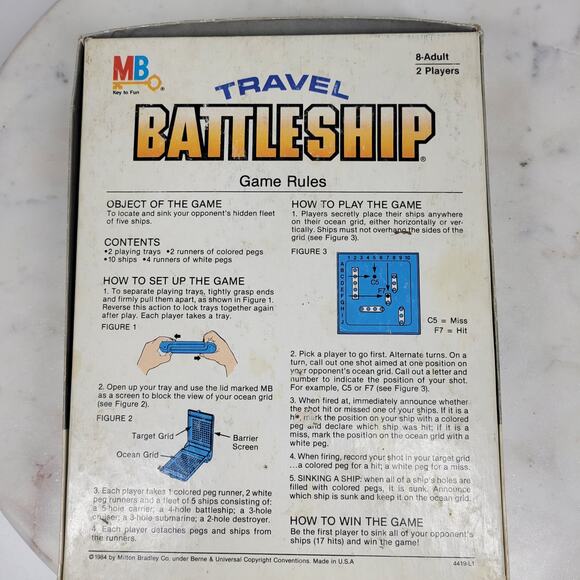 MB
Key to Fun
®
8-Adult
2 Players
TRAVEL
BATTLESHIP®
Game Rules
OBJECT OF THE GAME
To locate and sink your opponent's hidden fleet
of five ships.
CONTENTS
•2 playing trays •2 runners of colored pegs
•10 ships •4 runners of white pegs
HOW TO SET UP THE GAME
1. To separate playing trays, tightly grasp ends
and firmly pull them apart, as shown in Figure 1.
Reverse this action to lock trays together again
after play. Each player takes a tray.
FIGURE 1
2. Open up your tray and use the lid marked MB
as a screen to block the view of your ocean grid
(see Figure 2).
FIGURE 2
Target Grid
Ocean Grid
Barrier
Screen
3. Each player takes 1 colored peg runner, 2 white
peg runners and a fleet of 5 ships consisting of:
a 5-hole carrier; a 4-hole battleship; a 3-hole
cruiser; a 3-hole submarine; a 2-hole destroyer.
4. Each player detaches pegs and ships from
the runners.
HOW TO PLAY THE GAME
1. Players secretly place their ships anywhere
on their ocean grid, either horizontally or ver-
tically. Ships must not overhang the sides of the
grid (see Figure 3).
FIGURE 3
1 2 3 4 5 6 7 8 9 10
A
B
C
D
E
F
G
H
I
J
C5
F7
C5 = Miss
F7 = Hit
2. Pick a player to go first. Alternate turns. On a
turn, call out one shot aimed at one position on
your opponent's ocean grid. Call out a letter and
number to indicate the position of your shot.
For example, C5 or F7 (see Figure 3).
3. When fired at, immediately announce whether
the shot hit or missed one of your ships. If it is a
hit, mark the position on your ship with a colored
peg and declare which ship was hit; if it is a
miss, mark the position on the ocean grid with a
white peg.
4. When firing, record your shot in your target grid
...a colored peg for a hit; a white peg for a miss.
5. SINKING A SHIP: when all of a ship's holes are
filled with colored pegs, it is sunk. Announce
which ship is sunk and keep it on the ocean grid.
HOW TO WIN THE GAME
Be the first player to sink all of your opponent's
ships (17 hits) and win the game!
©1984 by Milton Bradley Co. under Berne & Universal Copyright Conventions. Made in U.S.A
4419-L1